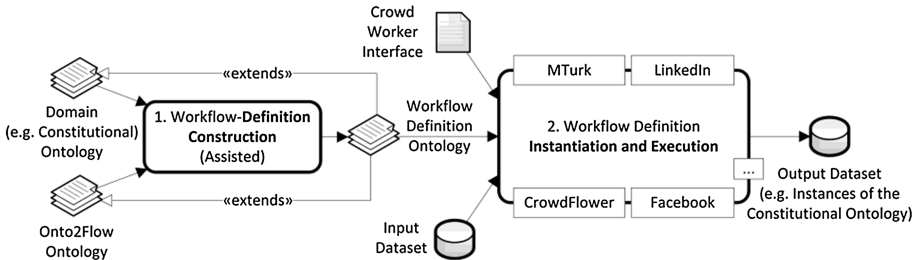 Domain
(e.g. Constitutional)
Ontology
Onto2Flow
Ontology
«extends»
«extends»
1. Workflow-Definition
Construction
(Assisted)
Workflow
Definition
Ontology
Crowd
Worker
Interface
Input
Dataset
MTurk
LinkedIn
2. Workflow Definition
Instantiation and Execution
...
CrowdFlower
Facebook
Output Dataset
(e.g. Instances of the
Constitutional Ontology)